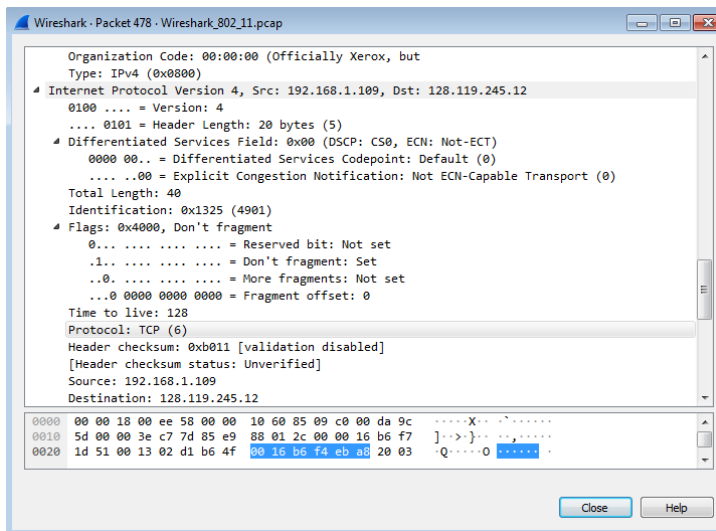 Wireshark · Packet 478 · Wireshark_802_11.pcap
Organization Code: 00:00:00 (Officially Xerox, but
Type: IPv4 (0x0800)
Internet Protocol Version 4, Src: 192.168.1.109, Dst: 128.119.245.12
0100 .... = Version: 4
.... 0101 = Header Length: 20 bytes (5)
Differentiated Services Field: 0x00 (DSCP: CS0, ECN: Not-ECT)
0000 00.. = Differentiated Services Codepoint: Default (0)
.... ..00 = Explicit Congestion Notification: Not ECN-Capable Transport (0)
Total Length: 40
Identification: 0x1325 (4901)
Flags: 0x4000, Don't fragment
0... .... .... .... = Reserved bit: Not set
.1.. .... .... .... = Don't fragment: Set
..0. .... .... .... = More fragments: Not set
...0 0000 0000 0000 = Fragment offset: 0
Time to live: 128
Protocol: TCP (6)
Header checksum: 0xb011 [validation disabled]
[Header checksum status: Unverified]
Source: 192.168.1.109
Destination: 128.119.245.12
0000 00 00 18 00 ee 58 00 00 10 60 85 09 c0 00 da 9c ·····X·· ·`······
0010 5d 00 00 3e c7 7d 85 e9 88 01 2c 00 00 16 b6 f7 ]··>·}·· ··,·····
0020 1d 51 00 13 02 d1 b6 4f 00 16 b6 f4 eb a8 20 03 ·Q·····O ······ ·
Close Help